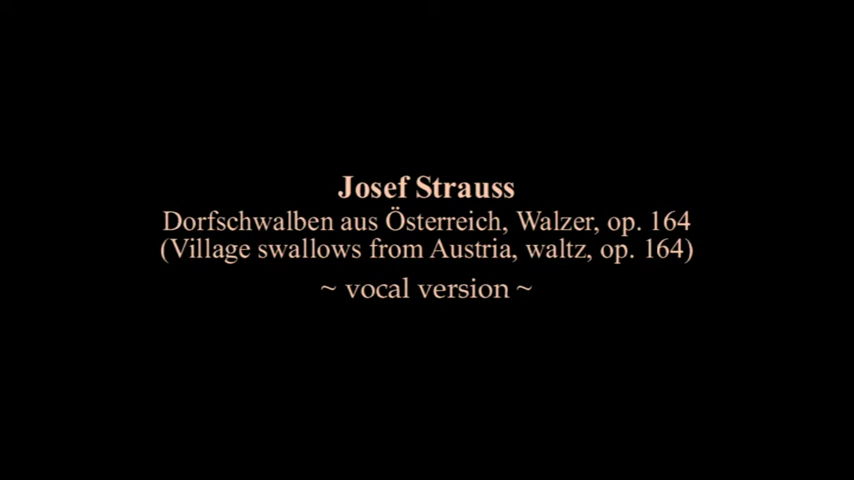 Josef Strauss
Dorfschwalben aus Österreich, Walzer, op. 164
(Village swallows from Austria, waltz, op. 164)
~ vocal version ~